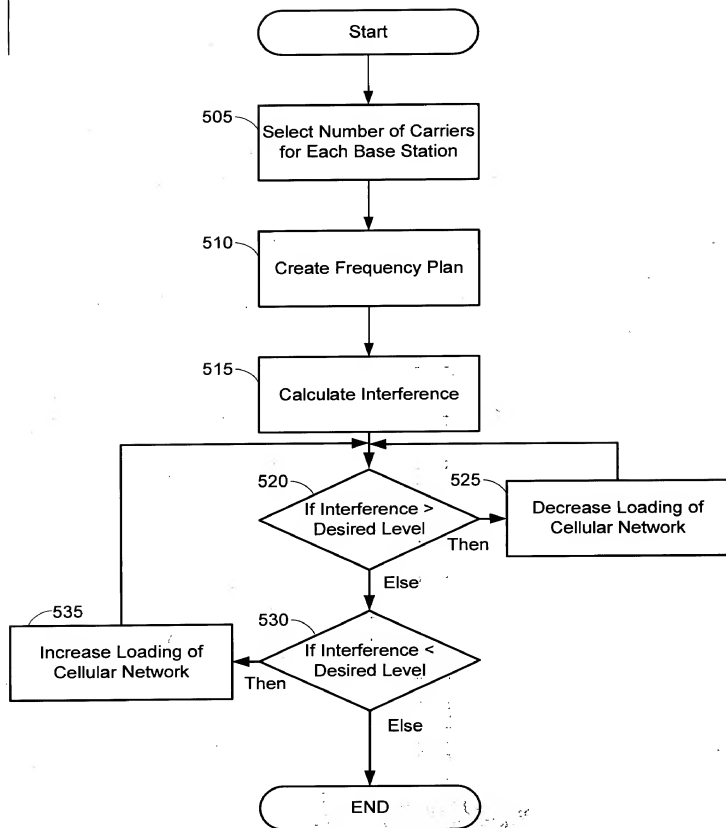 Start
505
Select Number of Carriers
for Each Base Station
510
Create Frequency Plan
515
Calculate Interference
520
If Interference >
Desired Level
Then
525
Decrease Loading of
Cellular Network
Else
530
If Interference <
Desired Level
Then
535
Increase Loading of
Cellular Network
Else
END